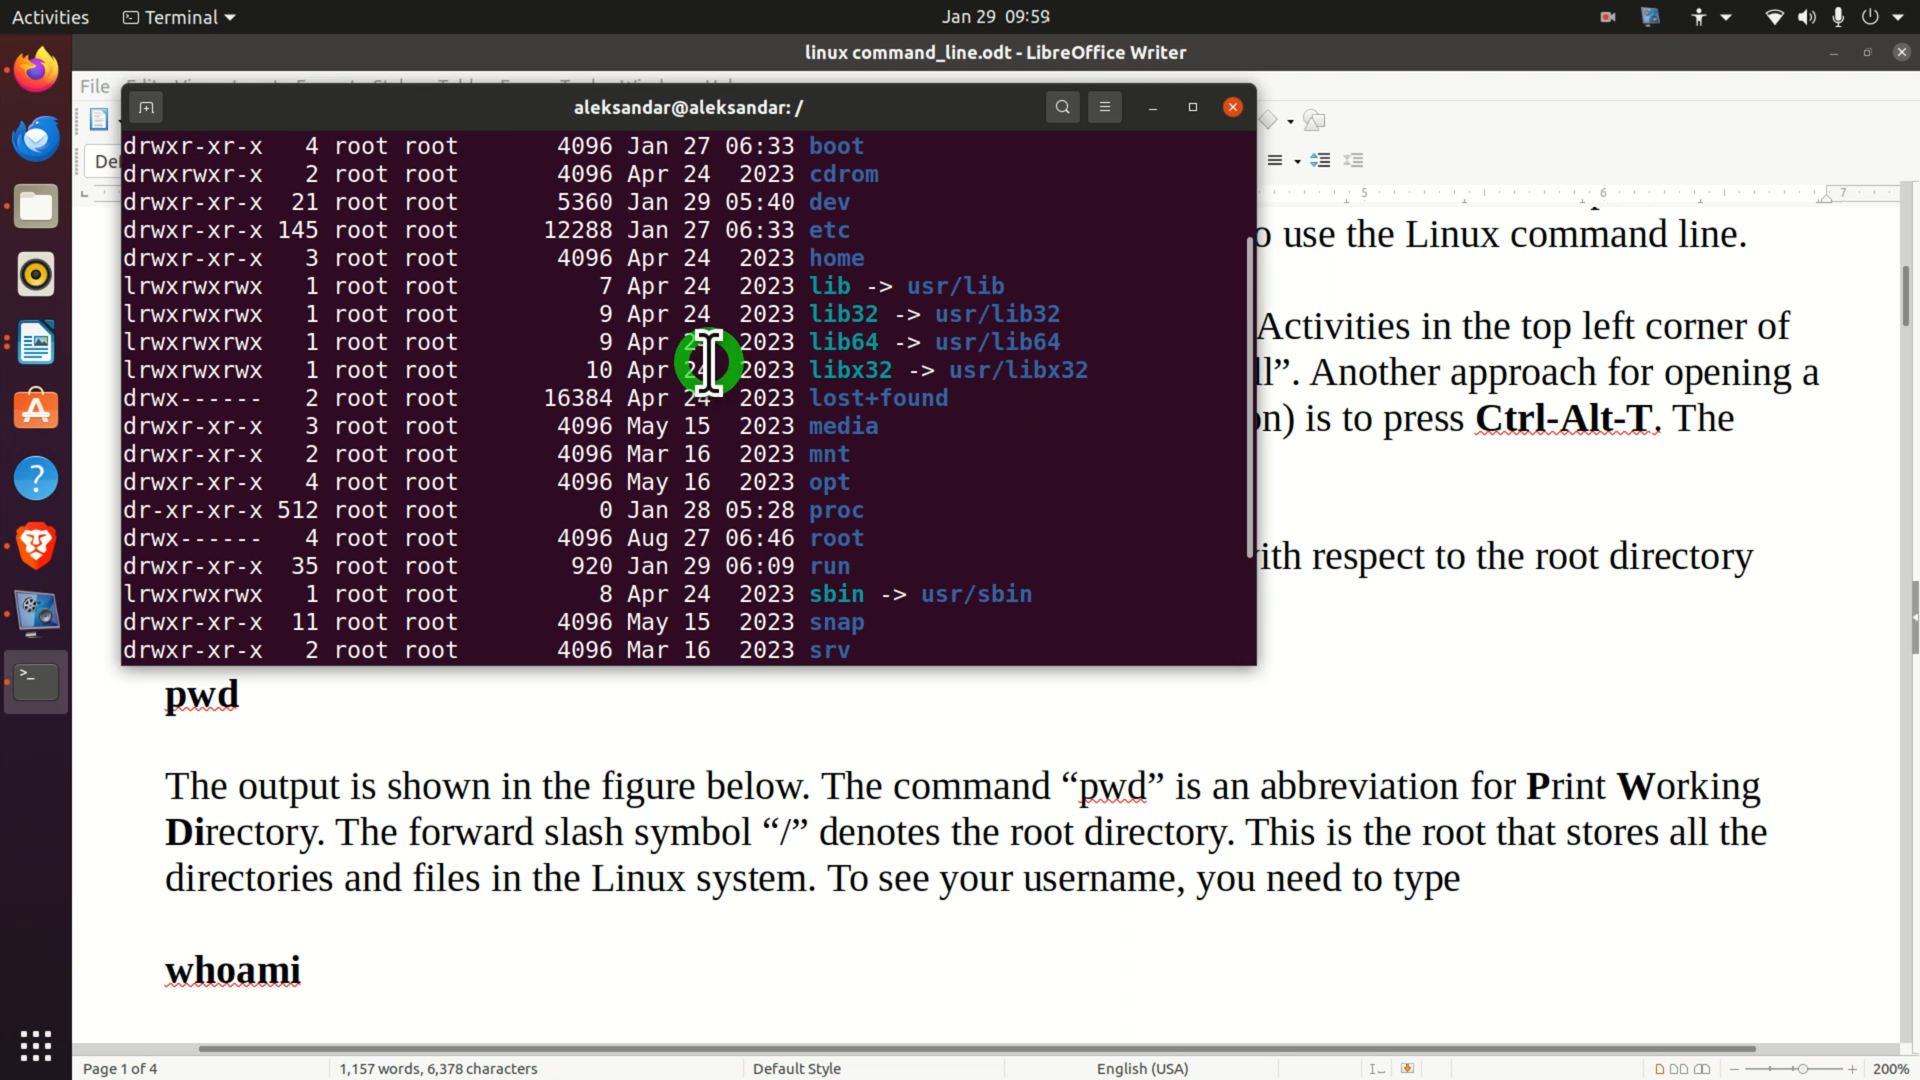 Activities
Terminal
Jan 29 09:59
linux command_line.odt - LibreOffice Writer
File
aleksandar@aleksandar: /
drwxr-xr-x 4 root root 4096 Jan 27 06:33 boot
drwxrwxr-x 2 root root 4096 Apr 24 2023 cdrom
drwxr-xr-x 21 root root 5360 Jan 29 05:40 dev
drwxr-xr-x 145 root root 12288 Jan 27 06:33 etc
drwxr-xr-x 3 root root 4096 Apr 24 2023 home
lrwxrwxrwx 1 root root 7 Apr 24 2023 lib -> usr/lib
lrwxrwxrwx 1 root root 9 Apr 24 2023 lib32 -> usr/lib32
lrwxrwxrwx 1 root root 9 Apr 2023 lib64 -> usr/lib64
lrwxrwxrwx 1 root root 10 Apr 24 2023 libx32 -> usr/libx32
drwx------ 2 root root 16384 Apr 24 2023 lost+found
drwxr-xr-x 3 root root 4096 May 15 2023 media
drwxr-xr-x 2 root root 4096 Mar 16 2023 mnt
drwxr-xr-x 4 root root 4096 May 16 2023 opt
dr-xr-xr-x 512 root root 0 Jan 28 05:28 proc
drwx------ 4 root root 4096 Aug 27 06:46 root
drwxr-xr-x 35 root root 920 Jan 29 06:09 run
lrwxrwxrwx 1 root root 8 Apr 24 2023 sbin -> usr/sbin
drwxr-xr-x 11 root root 4096 May 15 2023 snap
drwxr-xr-x 2 root root 4096 Mar 16 2023 srv
5 6 7
o use the Linux command line.
Activities in the top left corner of
ll”. Another approach for opening a
on) is to press Ctrl-Alt-T. The
ith respect to the root directory
pwd
The output is shown in the figure below. The command “pwd” is an abbreviation for Print Working
Directory. The forward slash symbol “/” denotes the root directory. This is the root that stores all the
directories and files in the Linux system. To see your username, you need to type
whoami
Page 1 of 4
1,157 words, 6,378 characters
Default Style
English (USA)
200%